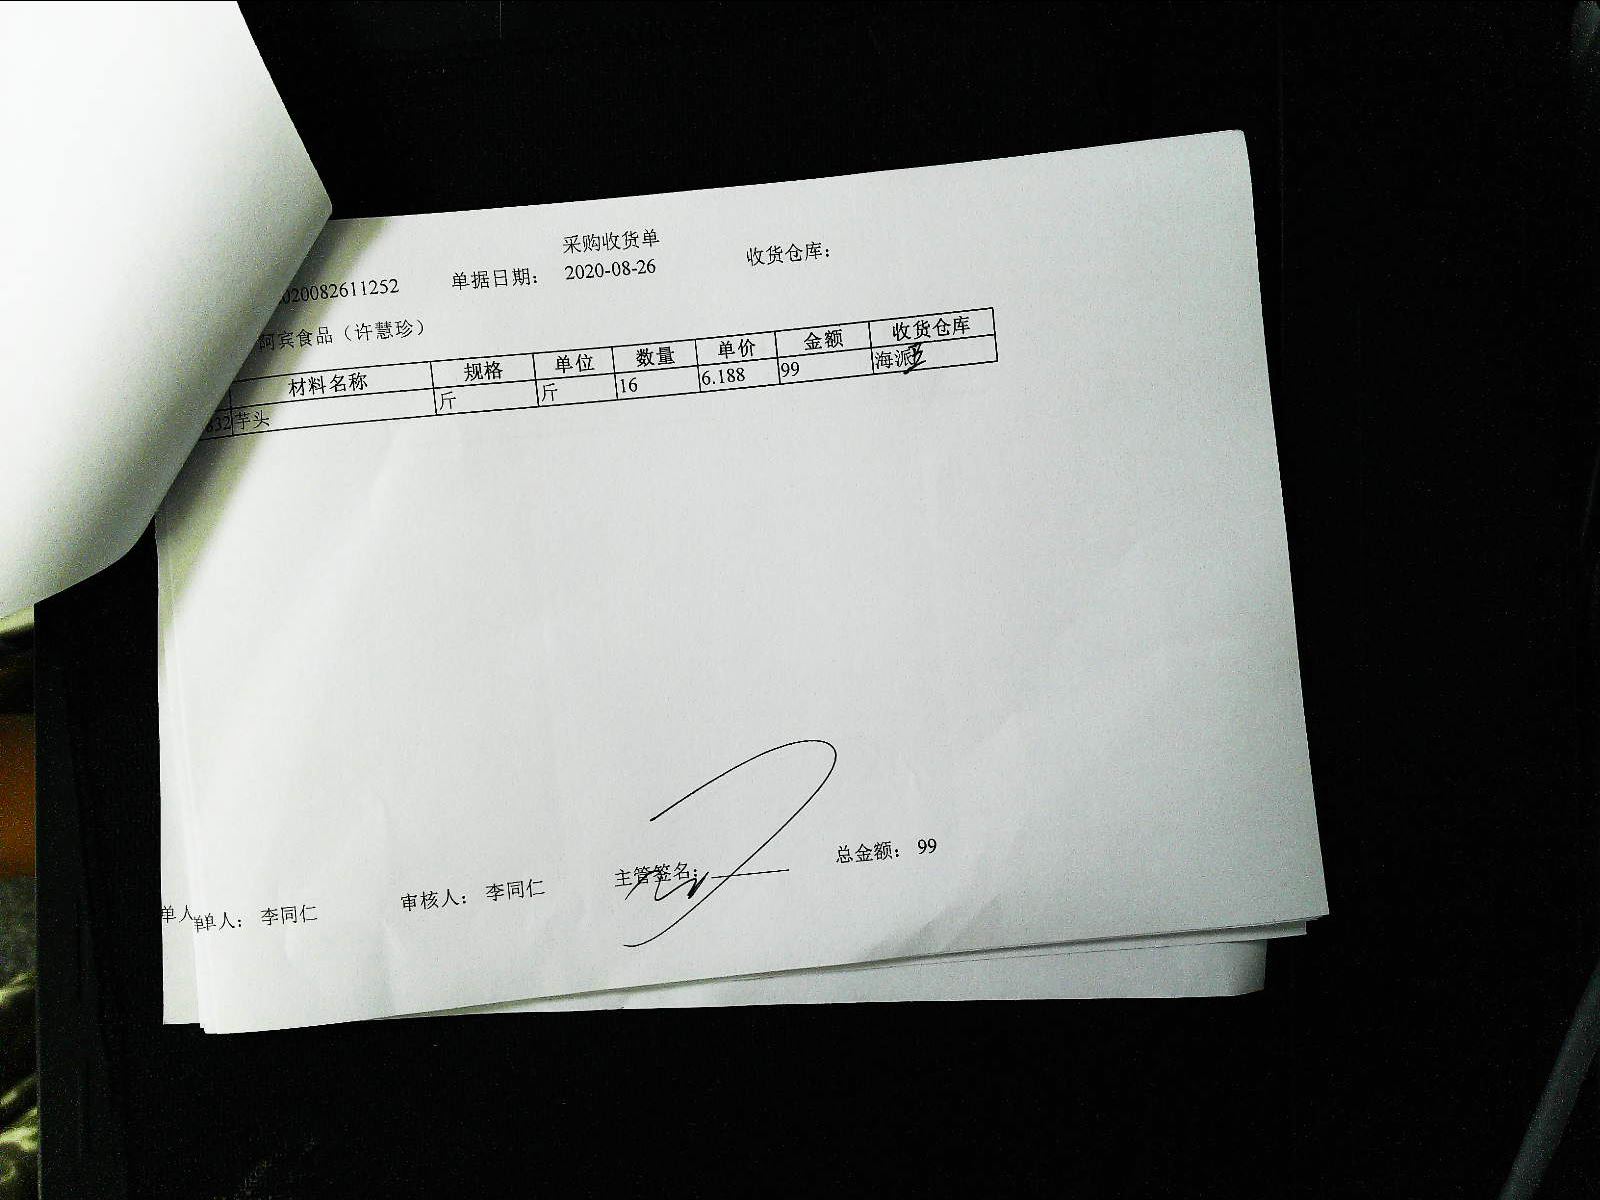 采购收货单
020082611252 单据日期： 2020-08-26 收货仓库：
阿宾食品（许慧珍）
材料名称 规格 单位 数量 单价 金额 收货仓库
832 芋头 斤 斤 16 6.188 99 海派
单人 单人： 李同仁 审核人： 李同仁 主管签名： 总金额： 99